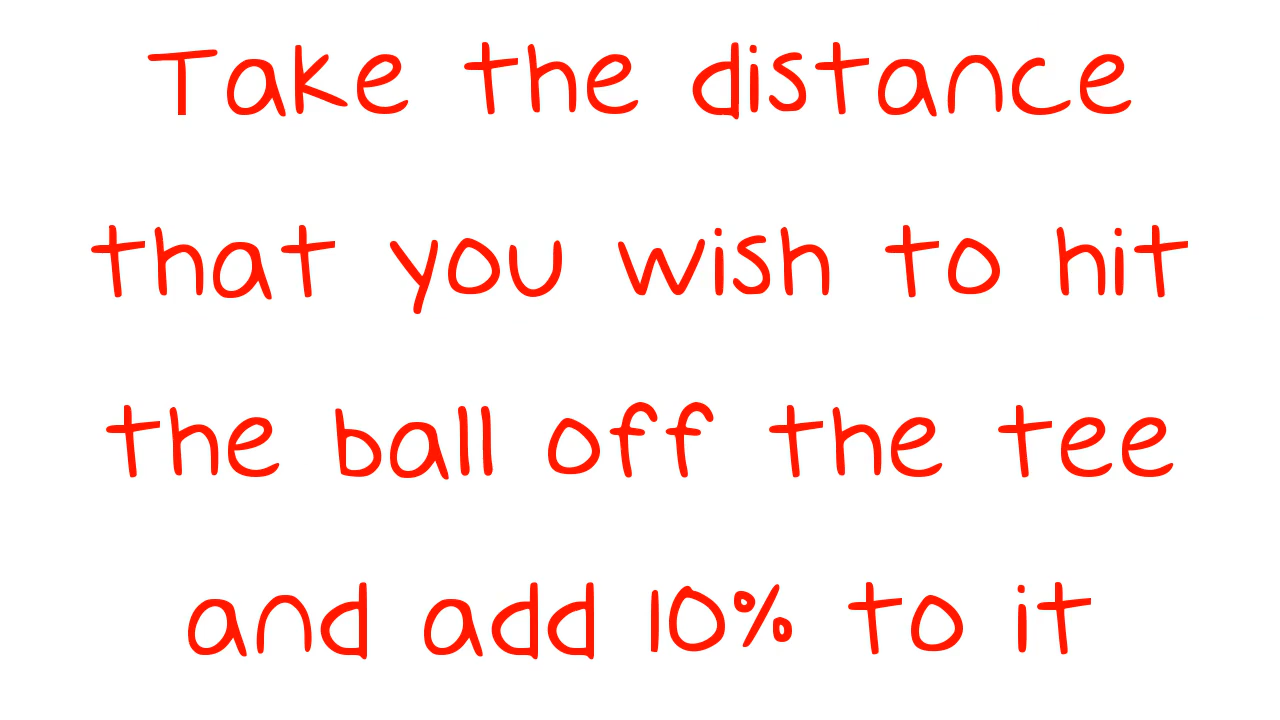 Take the distance
that you wish to hit
the ball off the tee
and add 10% to it